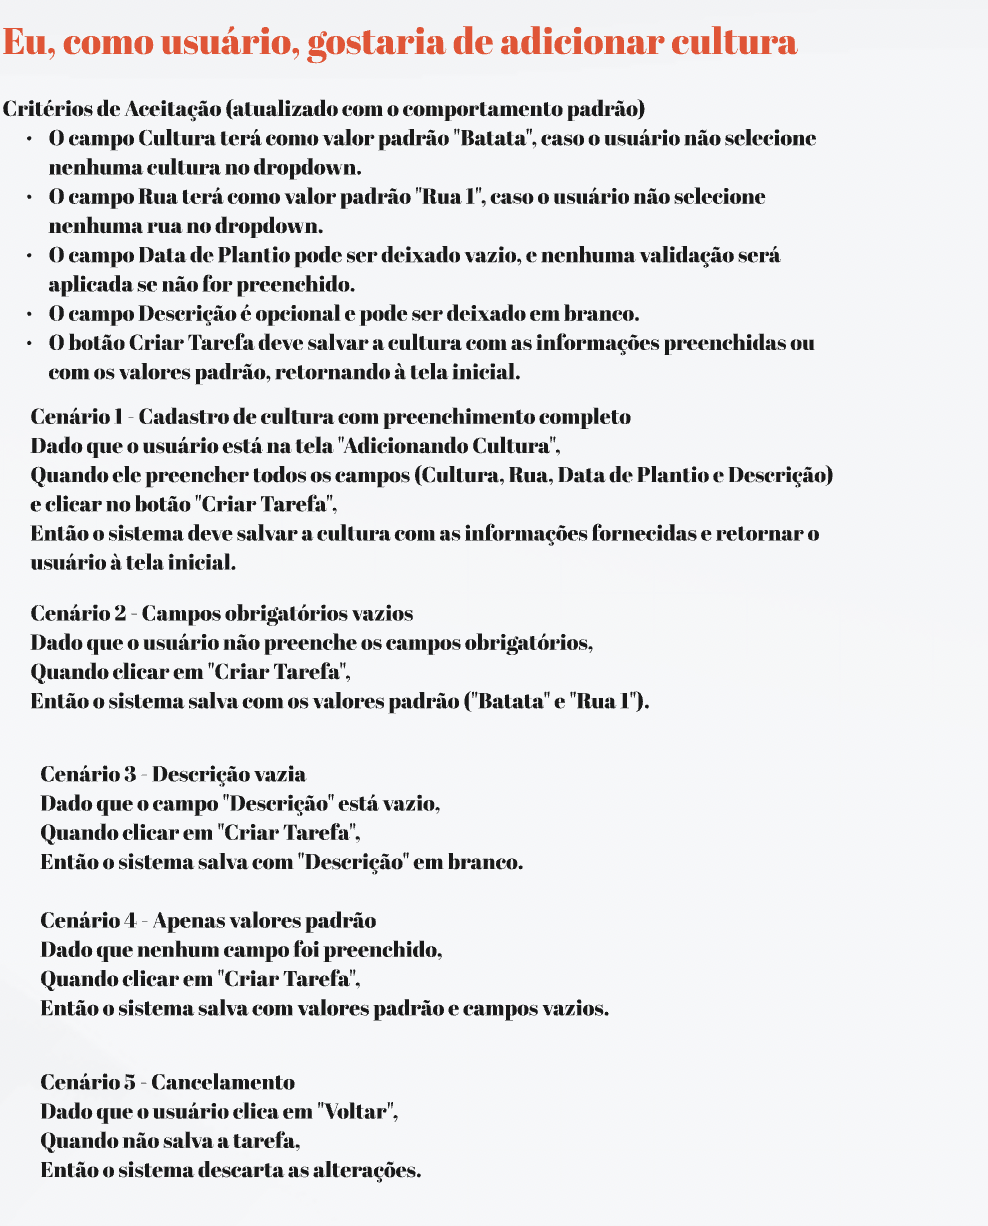 Eu, como usuário, gostaria de adicionar cultura
Critérios de Aceitação (atualizado com o comportamento padrão)
• O campo Cultura terá como valor padrão "Batata", caso o usuário não selecione
nenhuma cultura no dropdown.
• O campo Rua terá como valor padrão "Rua 1", caso o usuário não selecione
nenhuma rua no dropdown.
• O campo Data de Plantio pode ser deixado vazio, e nenhuma validação será
aplicada se não for preenchido.
• O campo Descrição é opcional e pode ser deixado em branco.
• O botão Criar Tarefa deve salvar a cultura com as informações preenchidas ou
com os valores padrão, retornando à tela inicial.
Cenário 1 - Cadastro de cultura com preenchimento completo
Dado que o usuário está na tela "Adicionando Cultura",
Quando ele preencher todos os campos (Cultura, Rua, Data de Plantio e Descrição)
e clicar no botão "Criar Tarefa",
Então o sistema deve salvar a cultura com as informações fornecidas e retornar o
usuário à tela inicial.
Cenário 2 - Campos obrigatórios vazios
Dado que o usuário não preenche os campos obrigatórios,
Quando clicar em "Criar Tarefa",
Então o sistema salva com os valores padrão ("Batata" e "Rua 1").
Cenário 3 - Descrição vazia
Dado que o campo "Descrição" está vazio,
Quando clicar em "Criar Tarefa",
Então o sistema salva com "Descrição" em branco.
Cenário 4 - Apenas valores padrão
Dado que nenhum campo foi preenchido,
Quando clicar em "Criar Tarefa",
Então o sistema salva com valores padrão e campos vazios.
Cenário 5 - Cancelamento
Dado que o usuário clica em "Voltar",
Quando não salva a tarefa,
Então o sistema descarta as alterações.